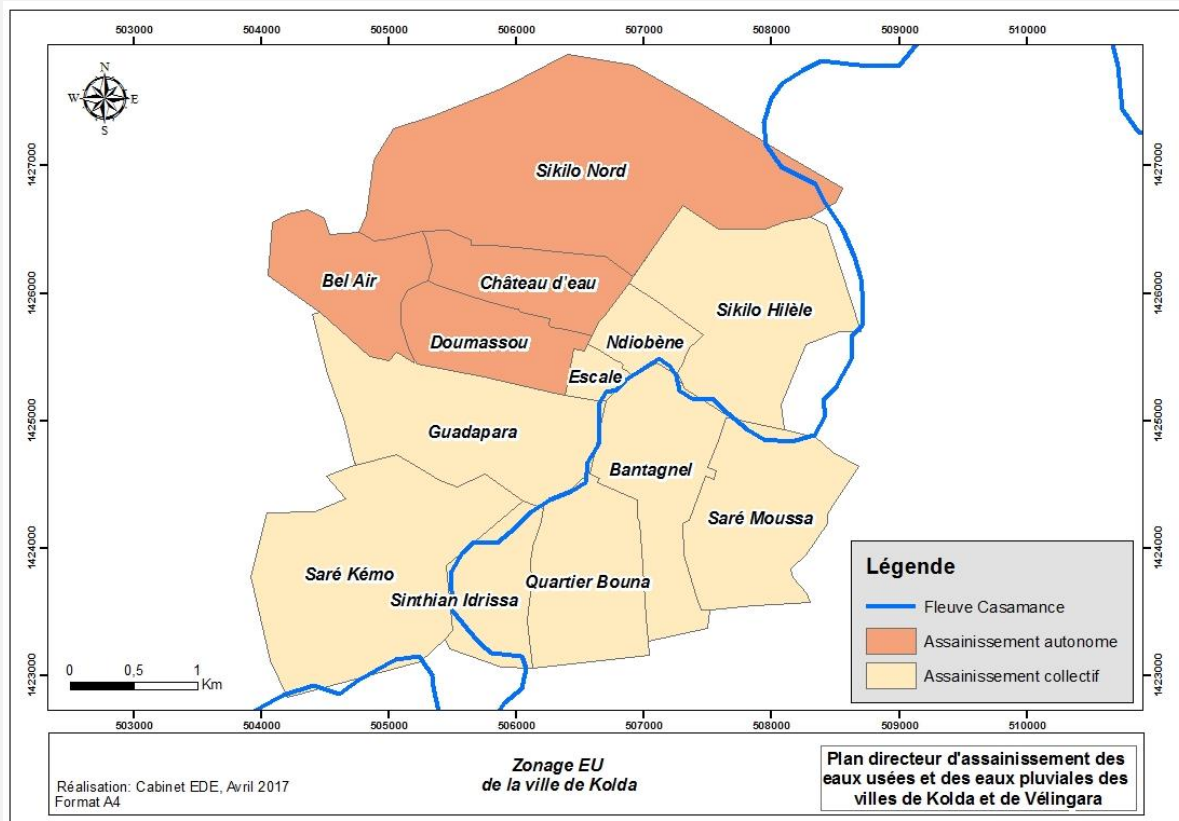 503000 504000 505000 506000 507000 508000 509000 510000
N
W E
S
1427000 1427000
1426000 1426000
1425000 1425000
1424000 1424000
1423000 1423000
Sikilo Nord
Bel Air
Château d'eau
Sikilo Hilèle
Doumassou
Ndiobène
Escale
Guadapara
Bantagnel
Saré Moussa
Saré Kémo
Quartier Bouna
Sinthian Idrissa
Légende
Fleuve Casamance
Assainissement autonome
Assainissement collectif
0 0,5 1
Km
503000 504000 505000 506000 507000 508000 509000 510000
Zonage EU
de la ville de Kolda
Réalisation: Cabinet EDE, Avril 2017
Format A4
Plan directeur d'assainissement des
eaux usées et des eaux pluviales des
villes de Kolda et de Vélingara